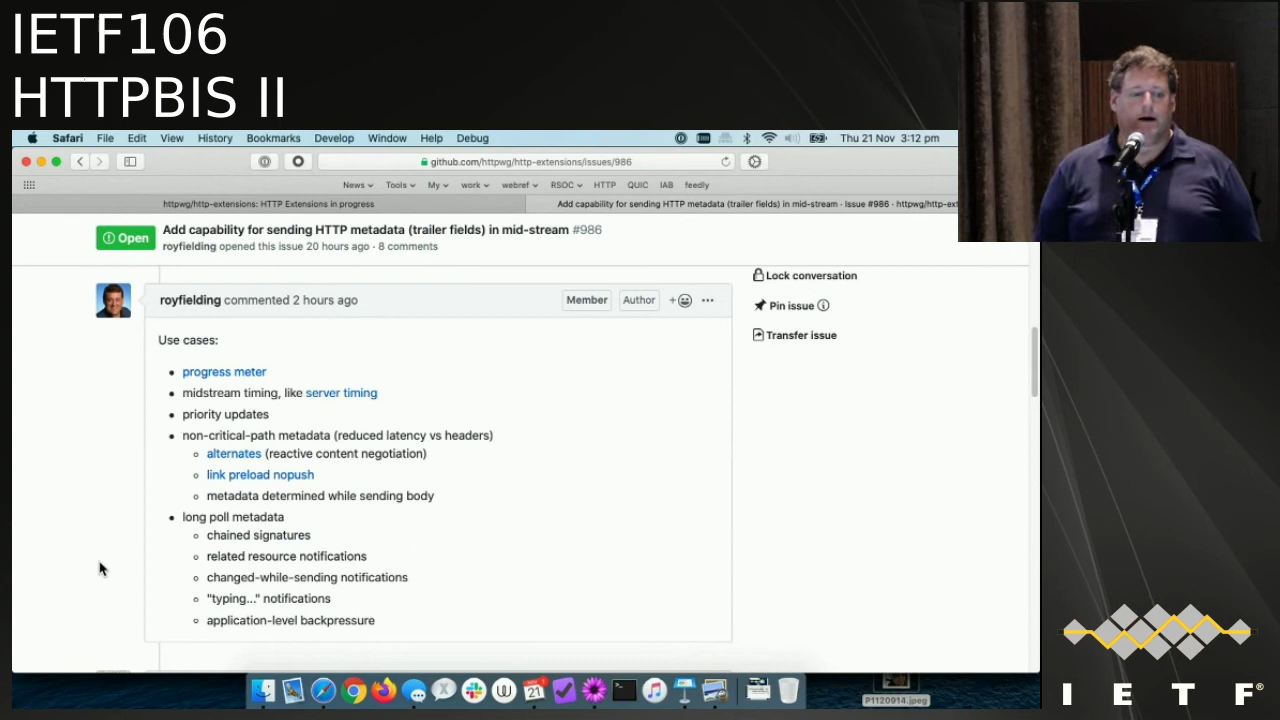 IETF106
HTTPBIS II
Safari File Edit View History Bookmarks Develop Window Help Debug Thu 21 Nov 3:12 pm
github.com/httpwg/http-extensions/issues/986
News Tools My work webref RSOC HTTP QUIC IAB feedly
httpwg/http-extensions: HTTP Extensions in progress
Add capability for sending HTTP metadata (trailer fields) in mid-stream · Issue #986 · httpwg/http-ext
Open
Add capability for sending HTTP metadata (trailer fields) in mid-stream #986
royfielding opened this issue 20 hours ago · 8 comments
royfielding commented 2 hours ago
Member Author
Use cases:
• progress meter
• midstream timing, like server timing
• priority updates
• non-critical-path metadata (reduced latency vs headers)
◦ alternates (reactive content negotiation)
◦ link preload nopush
◦ metadata determined while sending body
• long poll metadata
◦ chained signatures
◦ related resource notifications
◦ changed-while-sending notifications
◦ "typing..." notifications
◦ application-level backpressure
Lock conversation
Pin issue
Transfer issue
NOV
21
P1120914.jpeg
I E T F®